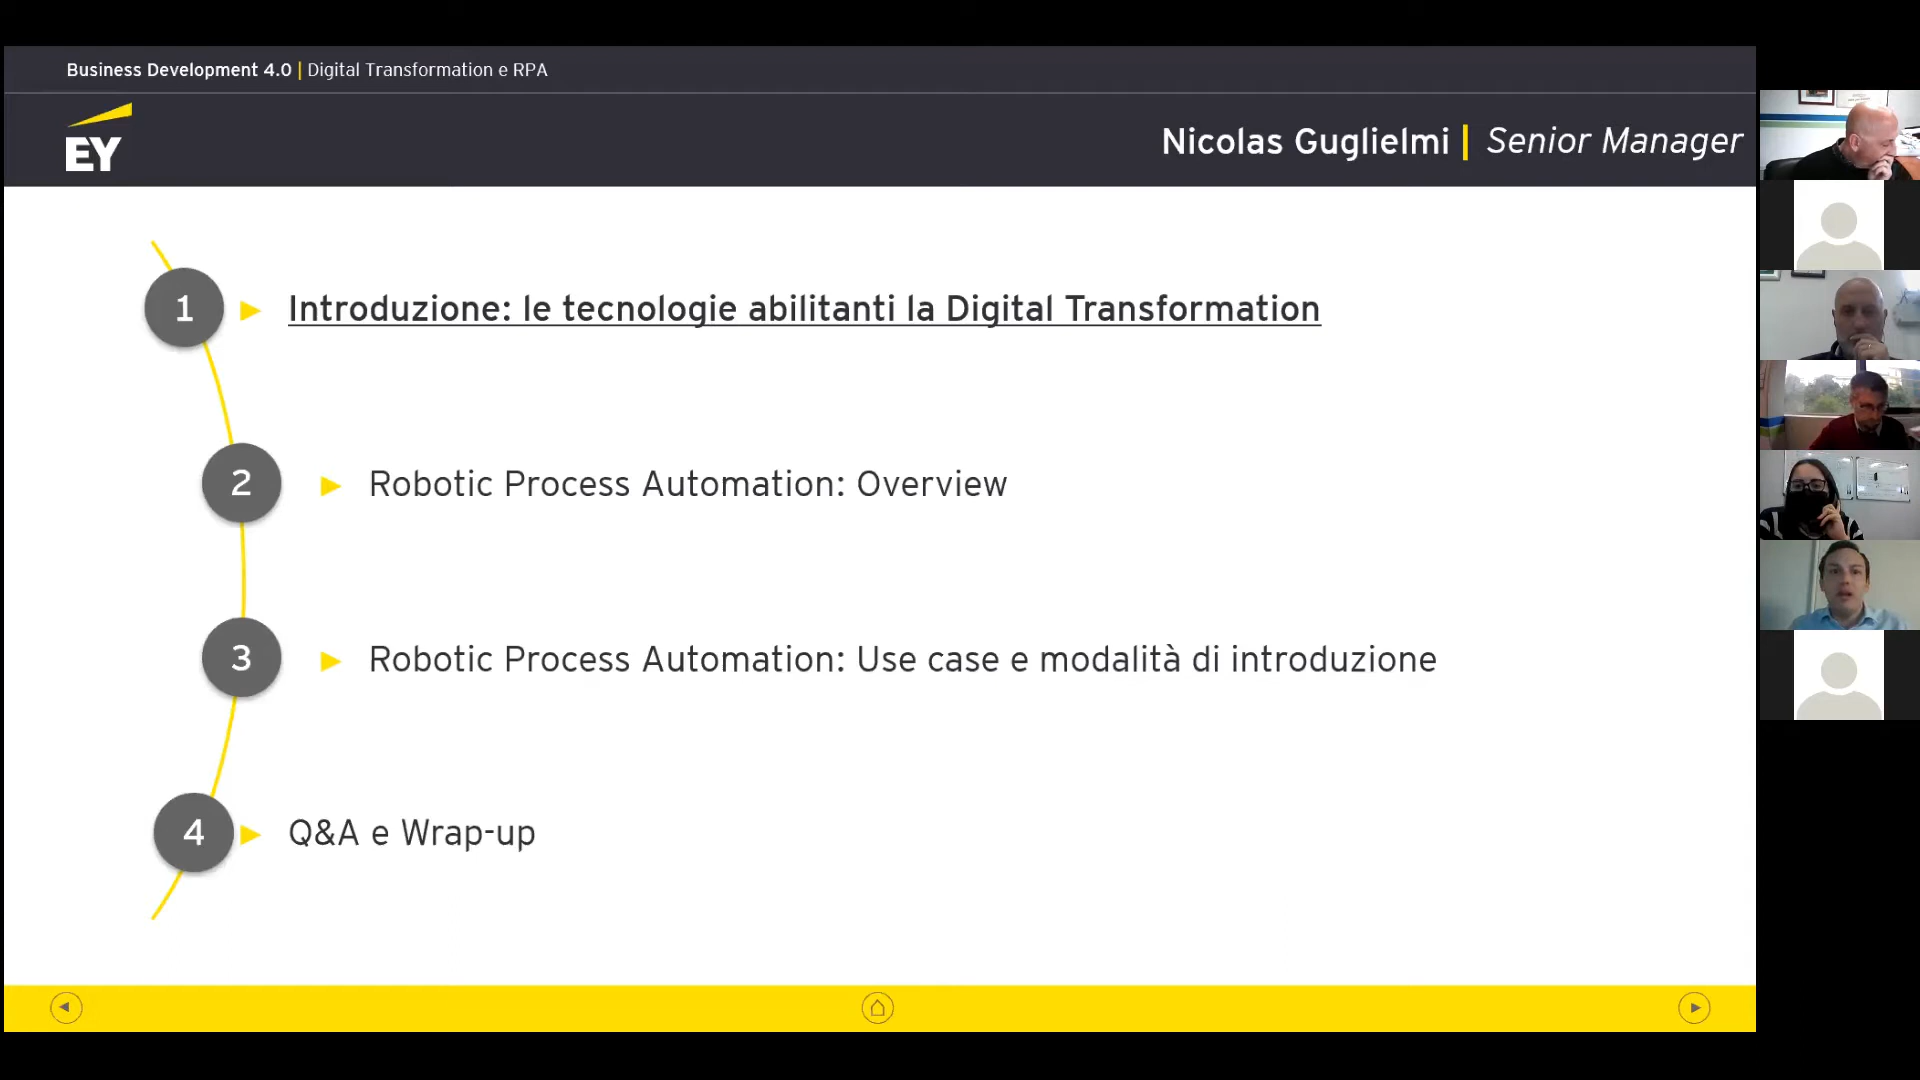 Business Development 4.0 | Digital Transformation e RPA
EY
Nicolas Guglielmi | Senior Manager
1 ► Introduzione: le tecnologie abilitanti la Digital Transformation
2 ► Robotic Process Automation: Overview
3 ► Robotic Process Automation: Use case e modalità di introduzione
4 ► Q&A e Wrap-up